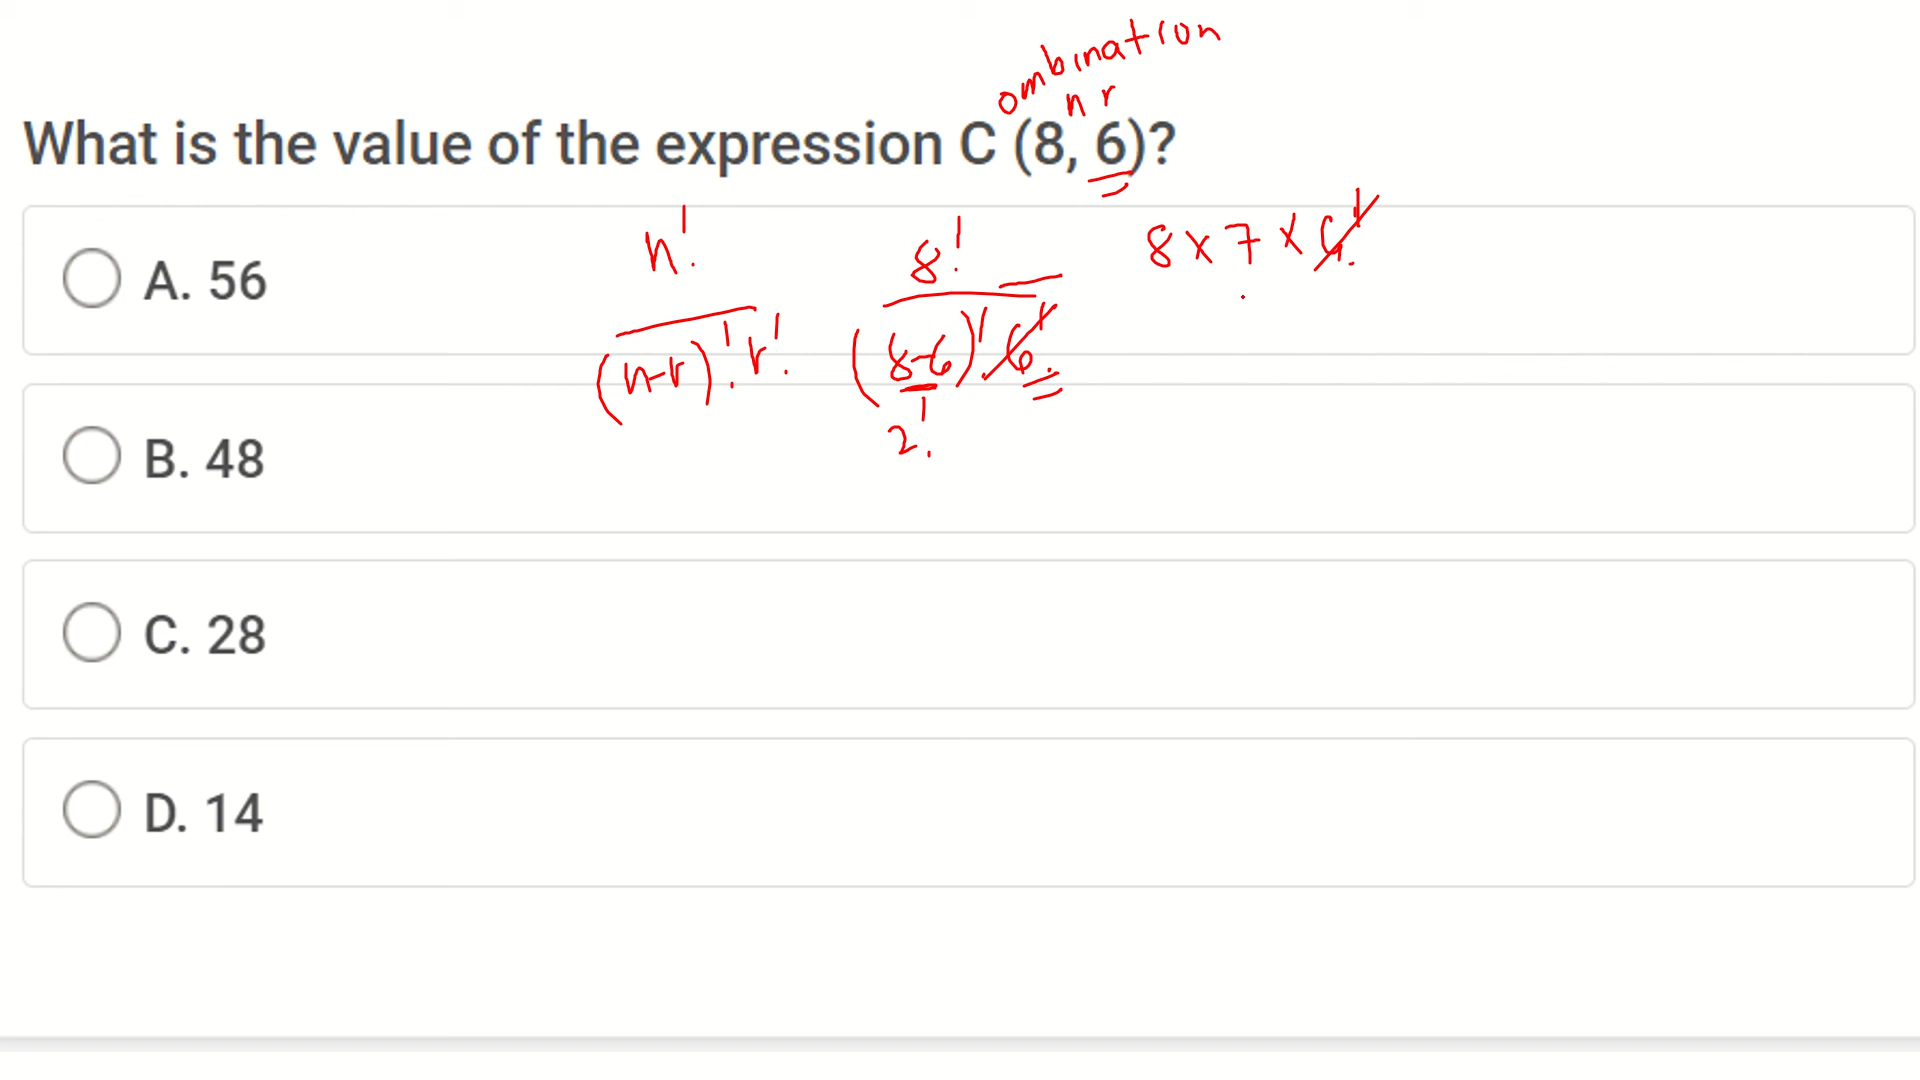 ombination
n r
What is the value of the expression C (8, 6)?
n! 8! 8 x 7 x 6!
(n-r)! r! (8-6)! 6!
2!
A. 56
B. 48
C. 28
D. 14